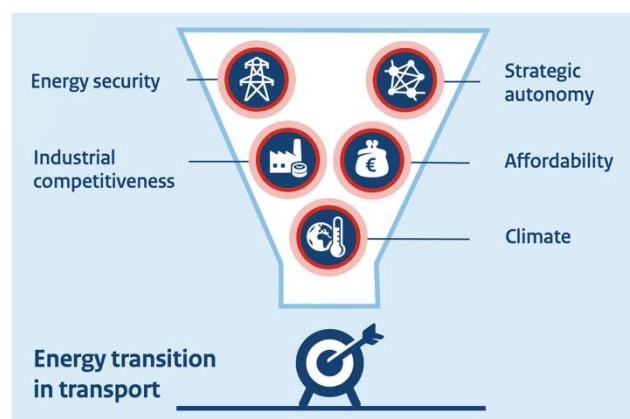 Energy security
Strategic
autonomy
Industrial
competitiveness
Affordability
€
Climate
Energy transition
in transport